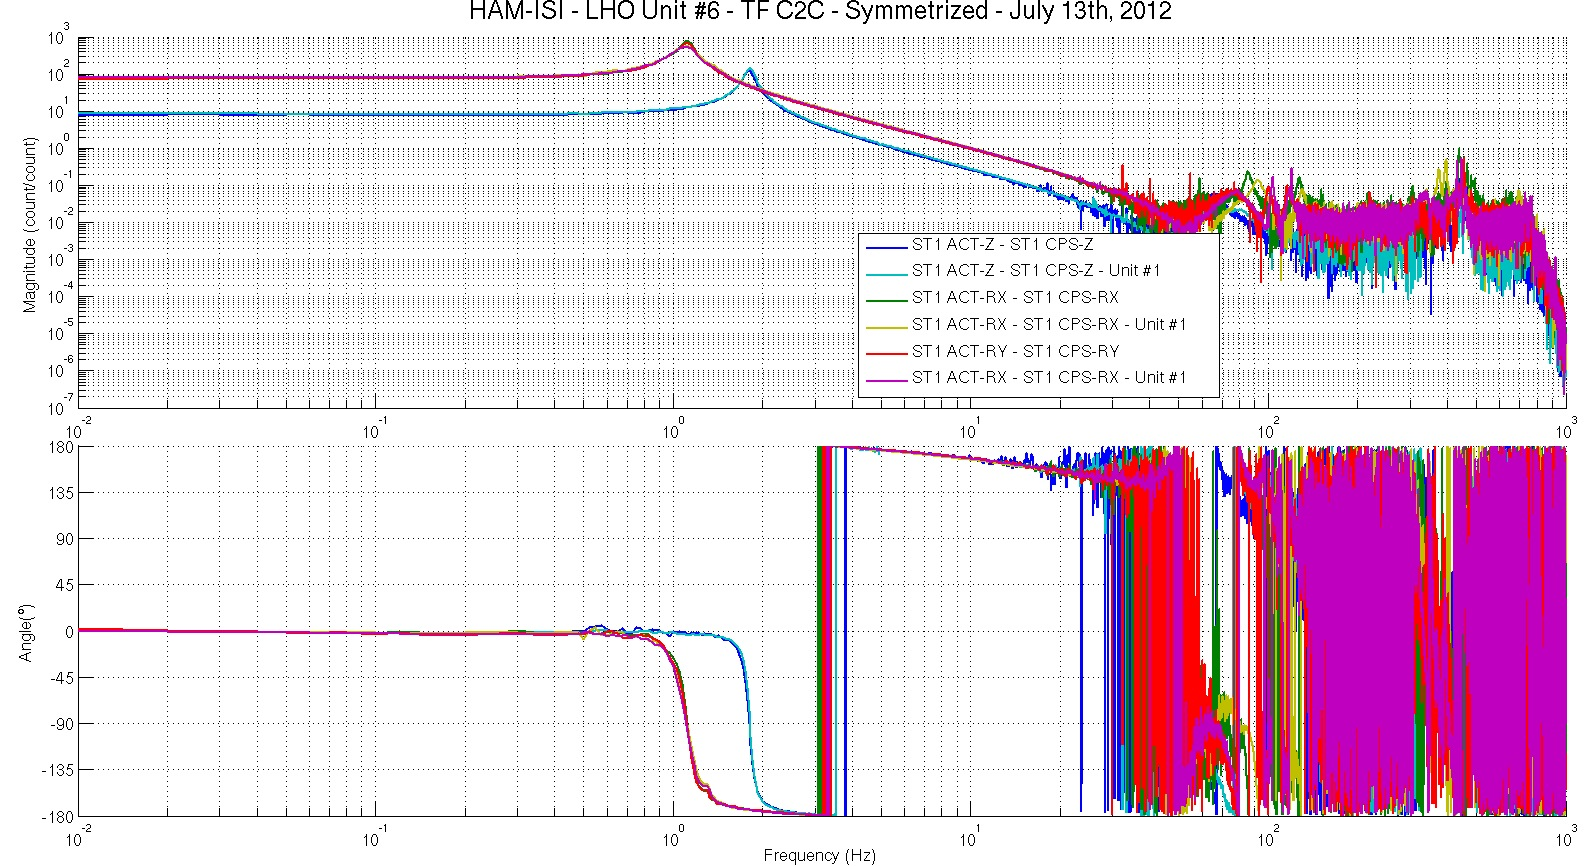 HAM-ISI - LHO Unit #6 - TF C2C - Symmetrized - July 13th, 2012
Magnitude (count/count)
10^3
10^2
10^1
10^0
10^-1
10^-2
10^-3
10^-4
10^-5
10^-6
10^-7
ST1 ACT-Z - ST1 CPS-Z
ST1 ACT-Z - ST1 CPS-Z - Unit #1
ST1 ACT-RX - ST1 CPS-RX
ST1 ACT-RX - ST1 CPS-RX - Unit #1
ST1 ACT-RY - ST1 CPS-RY
ST1 ACT-RX - ST1 CPS-RX - Unit #1
10^-2 10^-1 10^0 10^1 10^2 10^3
Angle(°)
180
135
90
45
0
-45
-90
-135
-180
10^-2 10^-1 10^0 10^1 10^2 10^3
Frequency (Hz)